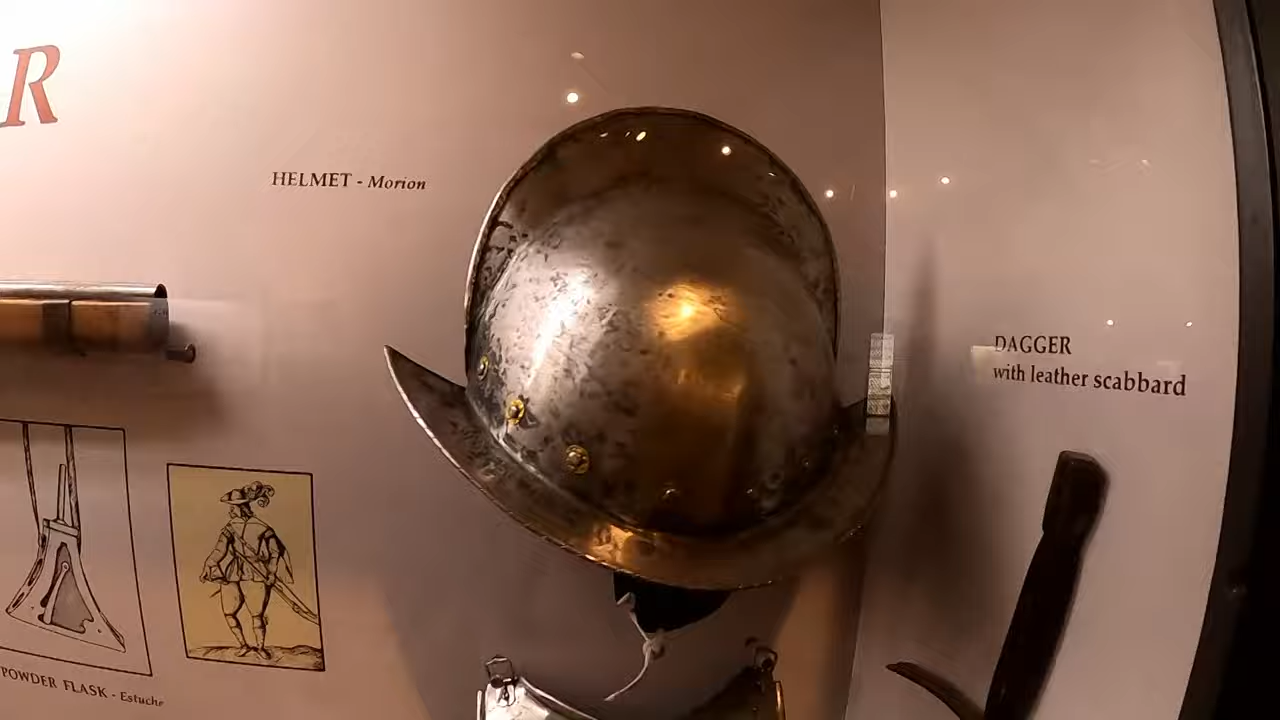 R
HELMET - Morion
DAGGER
with leather scabbard
POWDER FLASK - Estuche